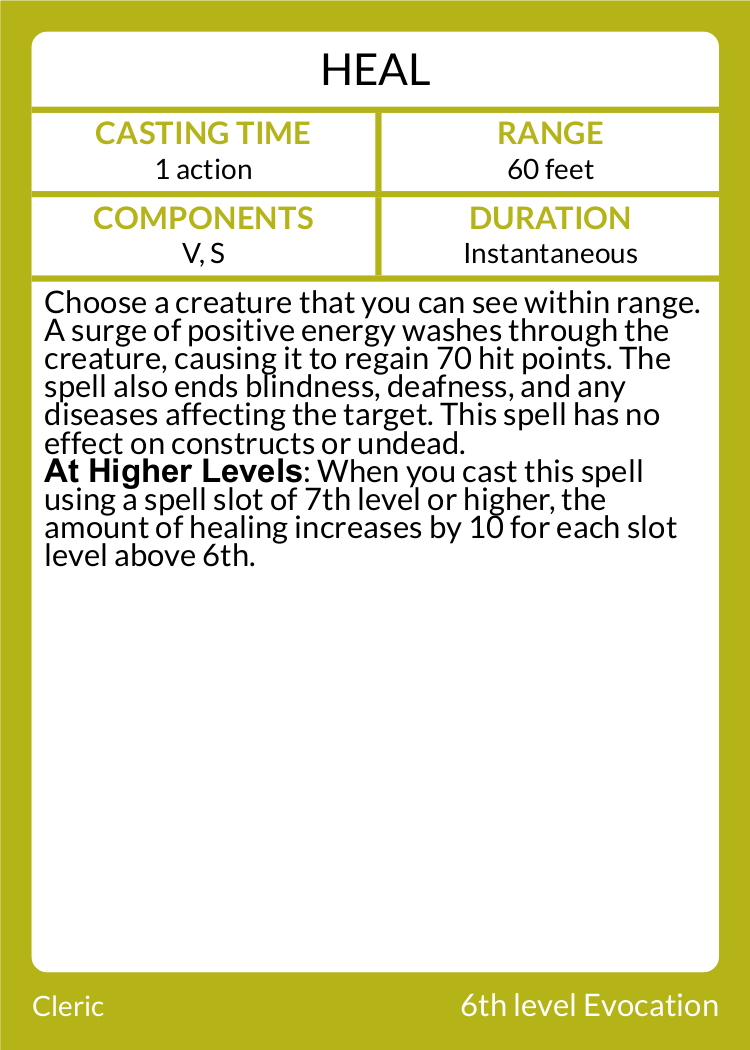 HEAL
CASTING TIME
1 action
RANGE
60 feet
COMPONENTS
V, S
DURATION
Instantaneous
Choose a creature that you can see within range.
A surge of positive energy washes through the
creature, causing it to regain 70 hit points. The
spell also ends blindness, deafness, and any
diseases affecting the target. This spell has no
effect on constructs or undead.
At Higher Levels: When you cast this spell
using a spell slot of 7th level or higher, the
amount of healing increases by 10 for each slot
level above 6th.
Cleric
6th level Evocation